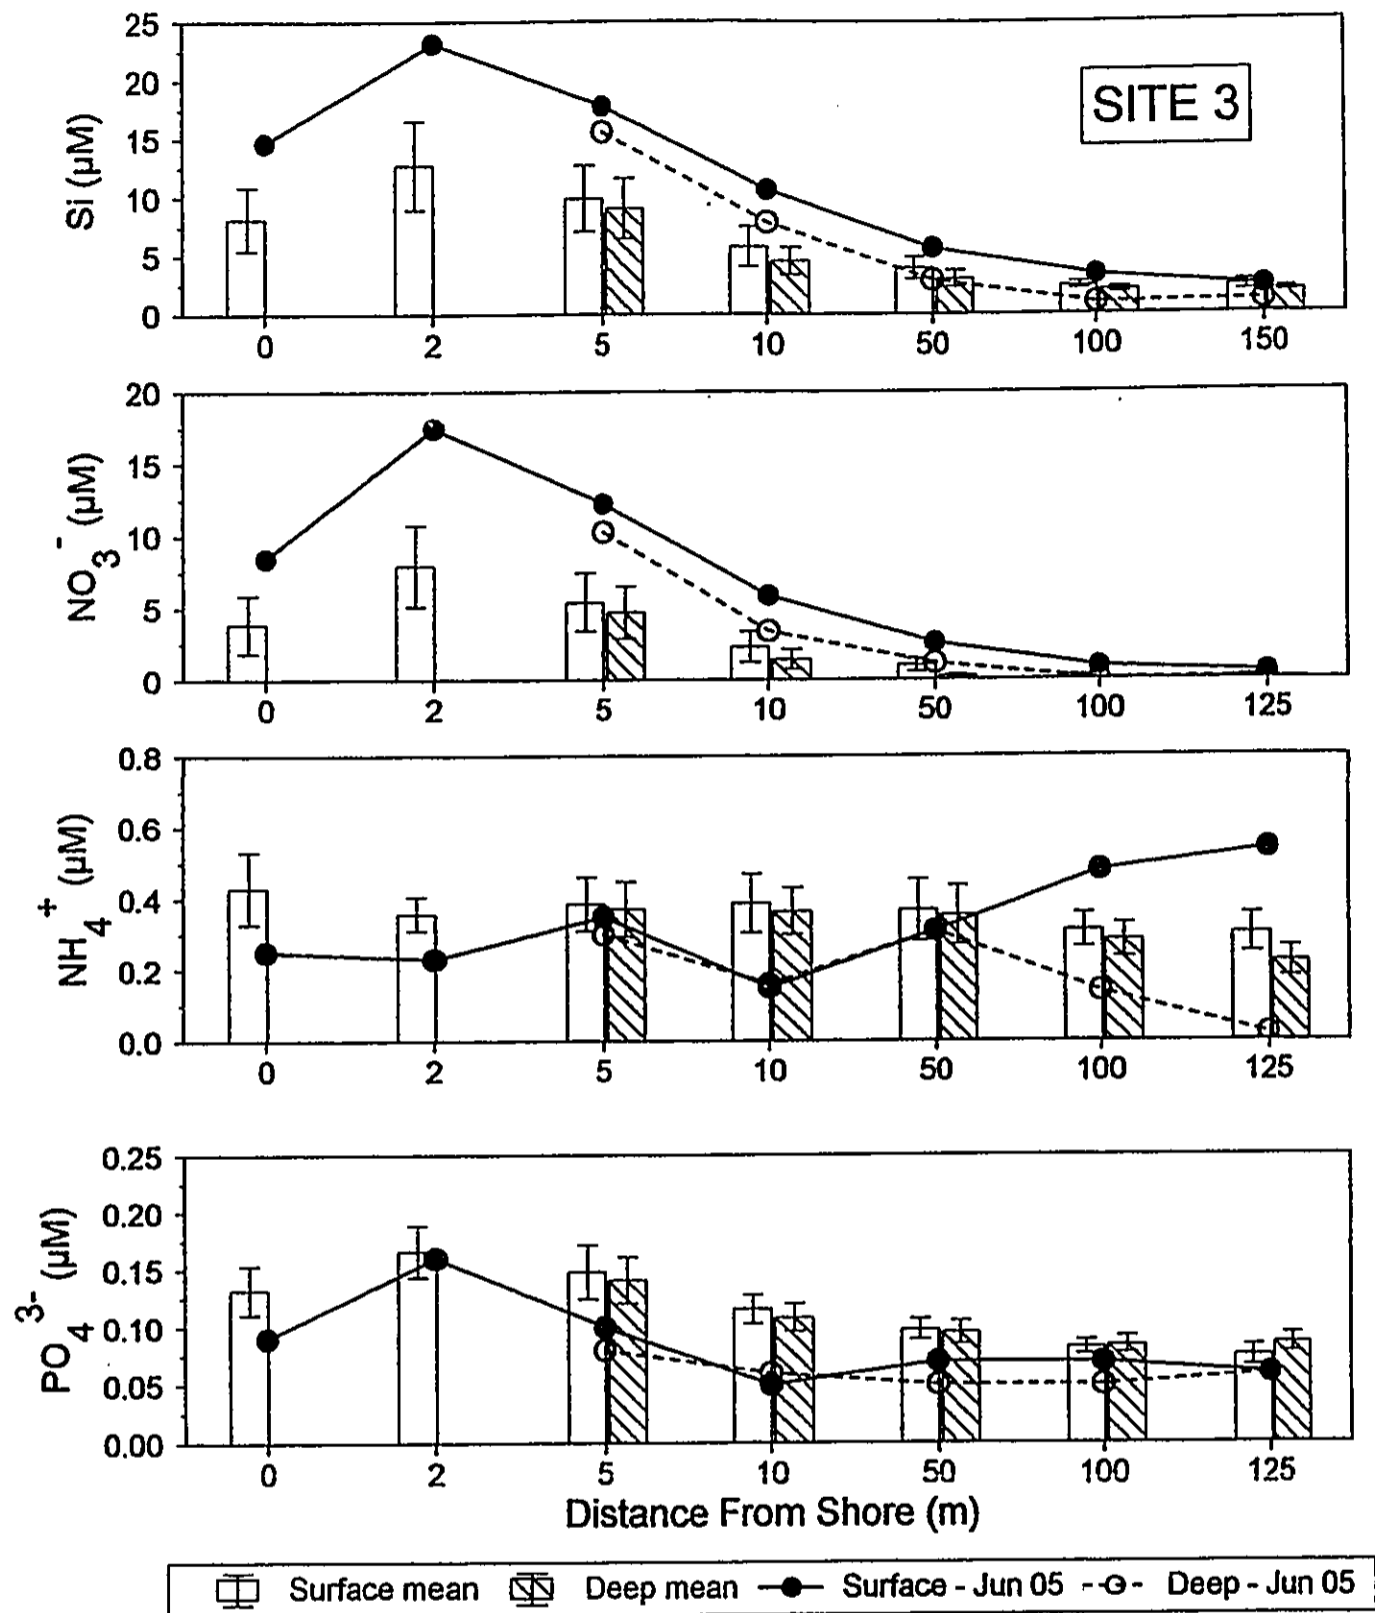 SITE 3
Si (µM)
25
20
15
10
5
0
0 2 5 10 50 100 150
NO3- (µM)
20
15
10
5
0
0 2 5 10 50 100 125
NH4+ (µM)
0.8
0.6
0.4
0.2
0.0
0 2 5 10 50 100 125
PO43- (µM)
0.25
0.20
0.15
0.10
0.05
0.00
0 2 5 10 50 100 125
Distance From Shore (m)
Surface mean Deep mean Surface - Jun 05 Deep - Jun 05